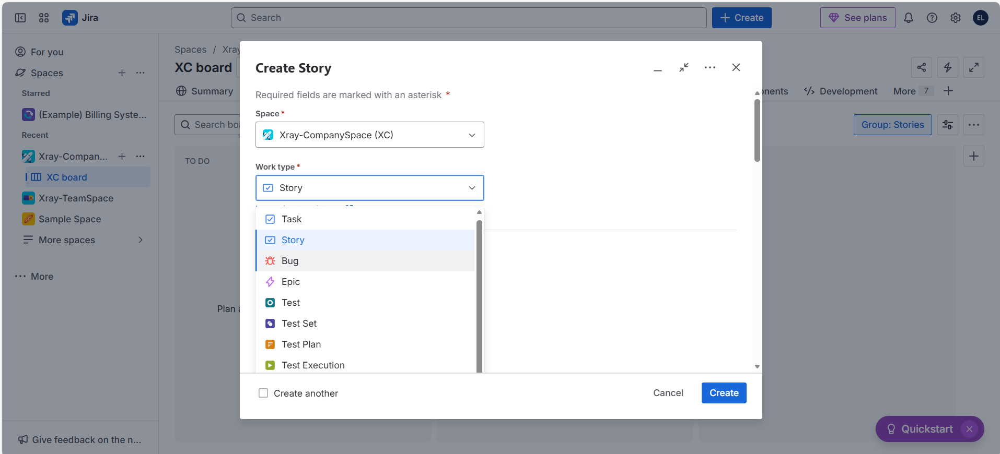 Jira
Search
Create
See plans
EL
For you
Spaces
Starred
(Example) Billing Syste...
Recent
Xray-Compan...
XC board
Xray-TeamSpace
Sample Space
More spaces
More
Give feedback on the n...
Spaces / Xray
XC board
Summary
Development
More 7
Search
Group: Stories
TO DO
Plan
Create Story
Required fields are marked with an asterisk *
Space *
Xray-CompanySpace (XC)
Work type *
Story
Task
Story
Bug
Epic
Test
Test Set
Test Plan
Test Execution
Create another
Cancel
Create
Quickstart